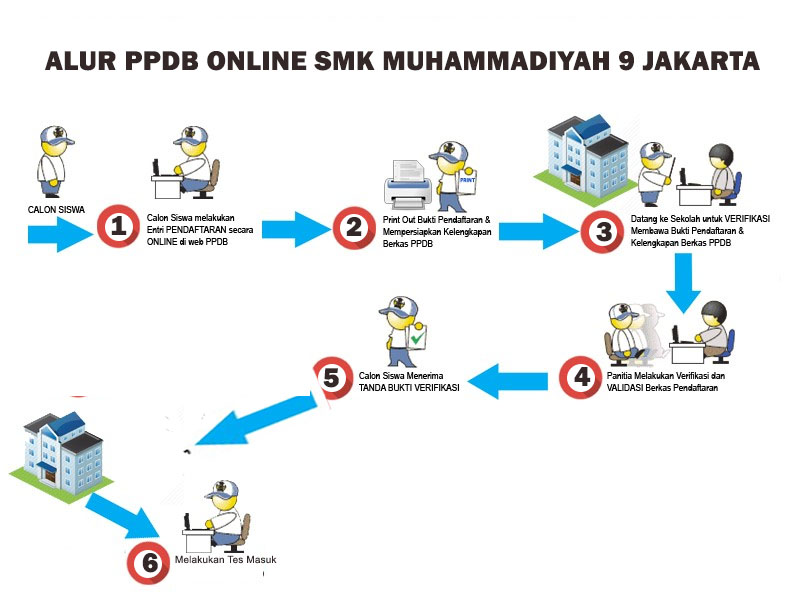 ALUR PPDB ONLINE SMK MUHAMMADIYAH 9 JAKARTA
CALON SISWA
1
Calon Siswa melakukan
Entri PENDAFTARAN secara
ONLINE di web PPDB
PRINT
2
Print Out Bukti Pendaftaran &
Mempersiapkan Kelengkapan
Berkas PPDB
3
Datang ke Sekolah untuk VERIFIKASI
Membawa Bukti Pendaftaran &
Kelengkapan Berkas PPDB
4
Panitia Melakukan Verifikasi dan
VALIDASI Berkas Pendaftaran
5
Calon Siswa Menerima
TANDA BUKTI VERIFIKASI
6
Melakukan Tes Masuk